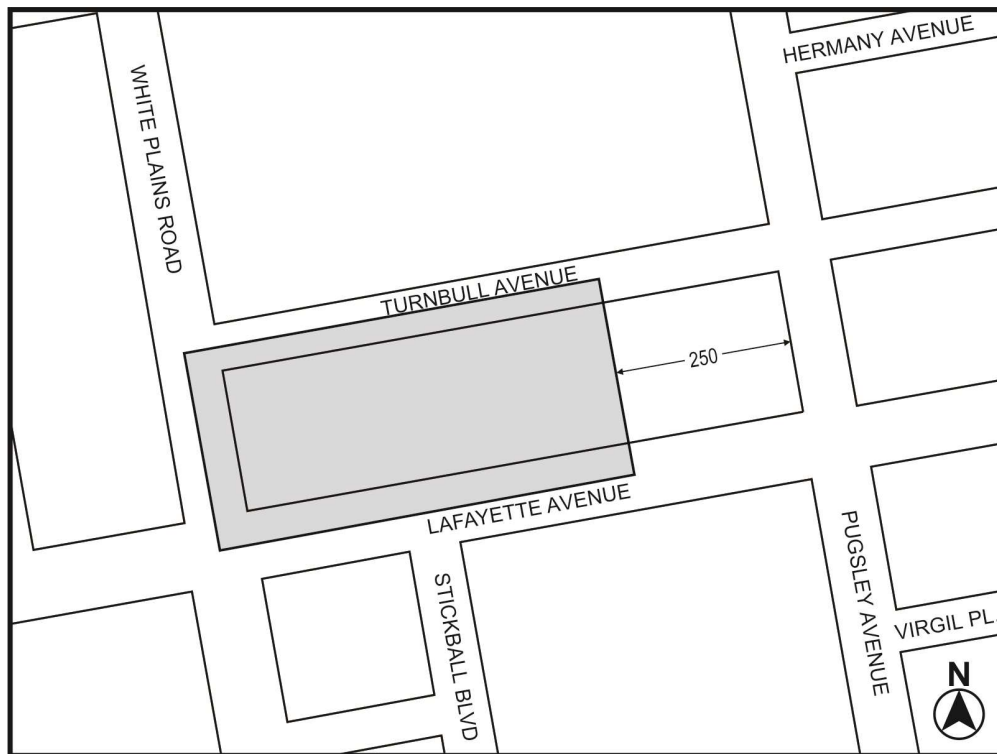 HERMANY AVENUE
WHITE PLAINS ROAD
TURNBULL AVENUE
250
LAFAYETTE AVENUE
STICKBALL BLVD
PUGSLEY AVENUE
VIRGIL PL.
N